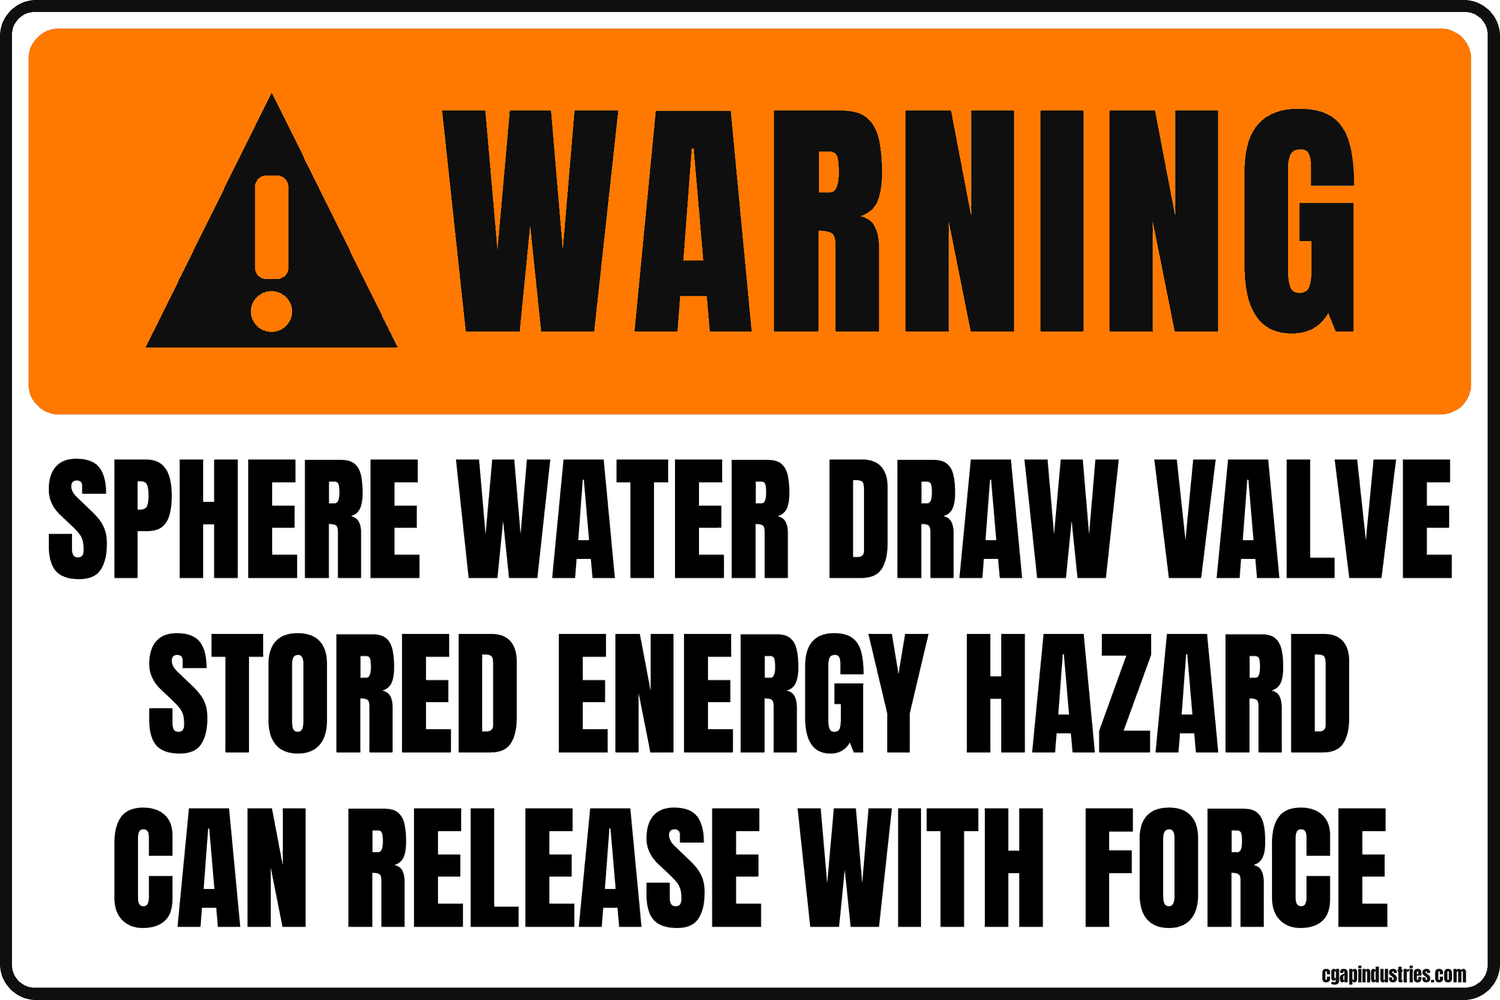 WARNING
SPHERE WATER DRAW VALVE
STORED ENERGY HAZARD
CAN RELEASE WITH FORCE
cgapindustries.com